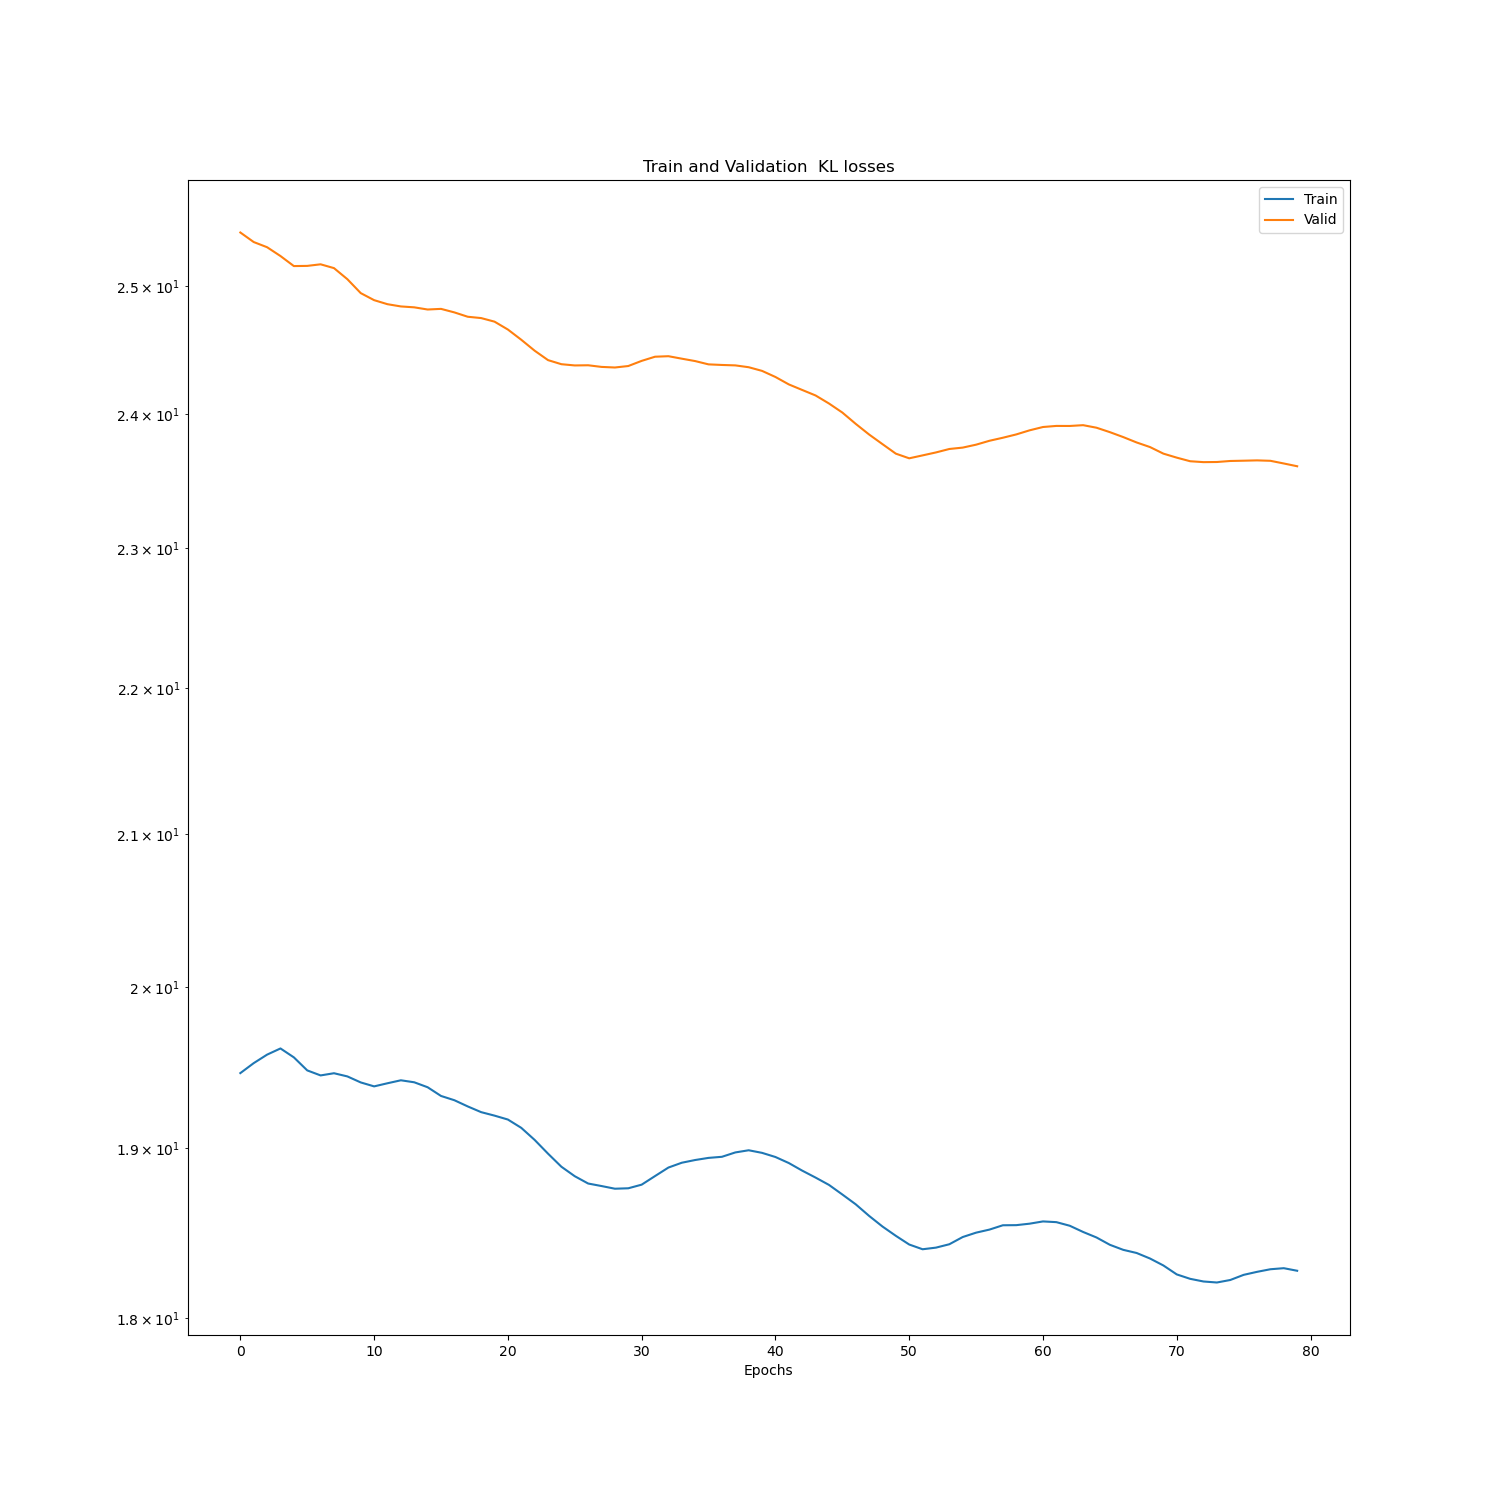 Train and Validation  KL losses
Train
Valid
2.5 × 10¹
2.4 × 10¹
2.3 × 10¹
2.2 × 10¹
2.1 × 10¹
2 × 10¹
1.9 × 10¹
1.8 × 10¹
0 10 20 30 40 50 60 70 80
Epochs